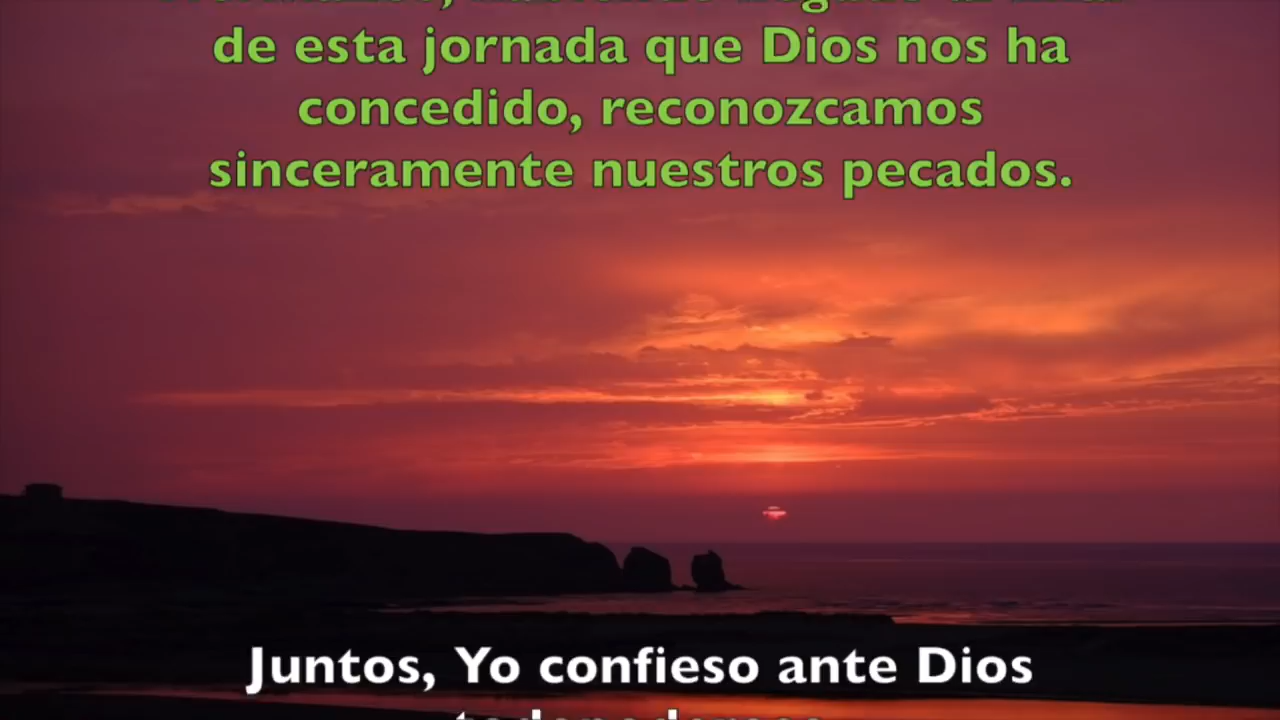 de esta jornada que Dios nos ha
concedido, reconozcamos
sinceramente nuestros pecados.
Juntos, Yo confieso ante Dios